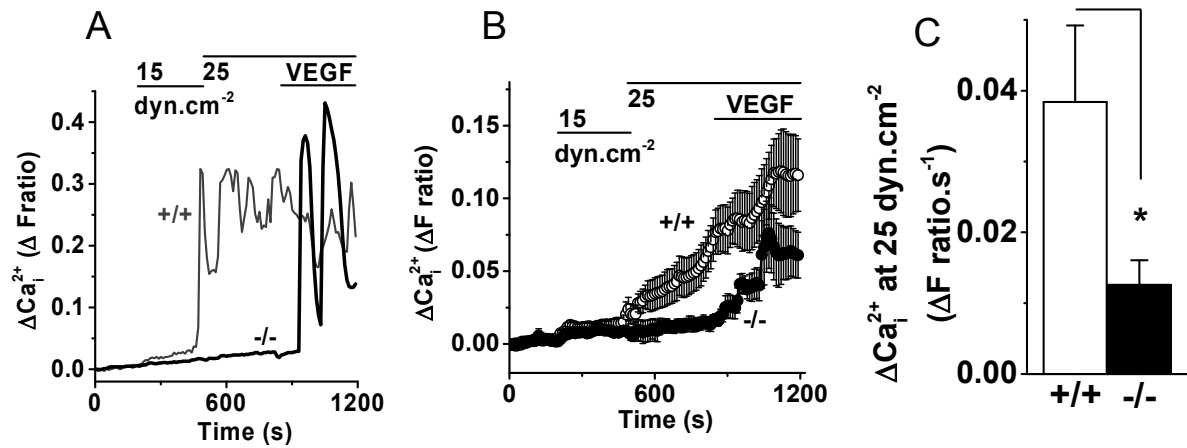 A
15
25
VEGF
dyn.cm⁻²
ΔCa²⁺ᵢ (Δ Fratio)
0.4
0.3
0.2
0.1
0.0
+/+
-/-
0
600
1200
Time (s)
B
25
15
VEGF
dyn.cm⁻²
ΔCa²⁺ᵢ (ΔF ratio)
0.15
0.10
0.05
0.00
+/+
-/-
0
600
1200
Time (s)
C
ΔCa²⁺ᵢ at 25 dyn.cm⁻²
(ΔF ratio.s⁻¹)
0.04
0.02
0.00
*
+/+
-/-